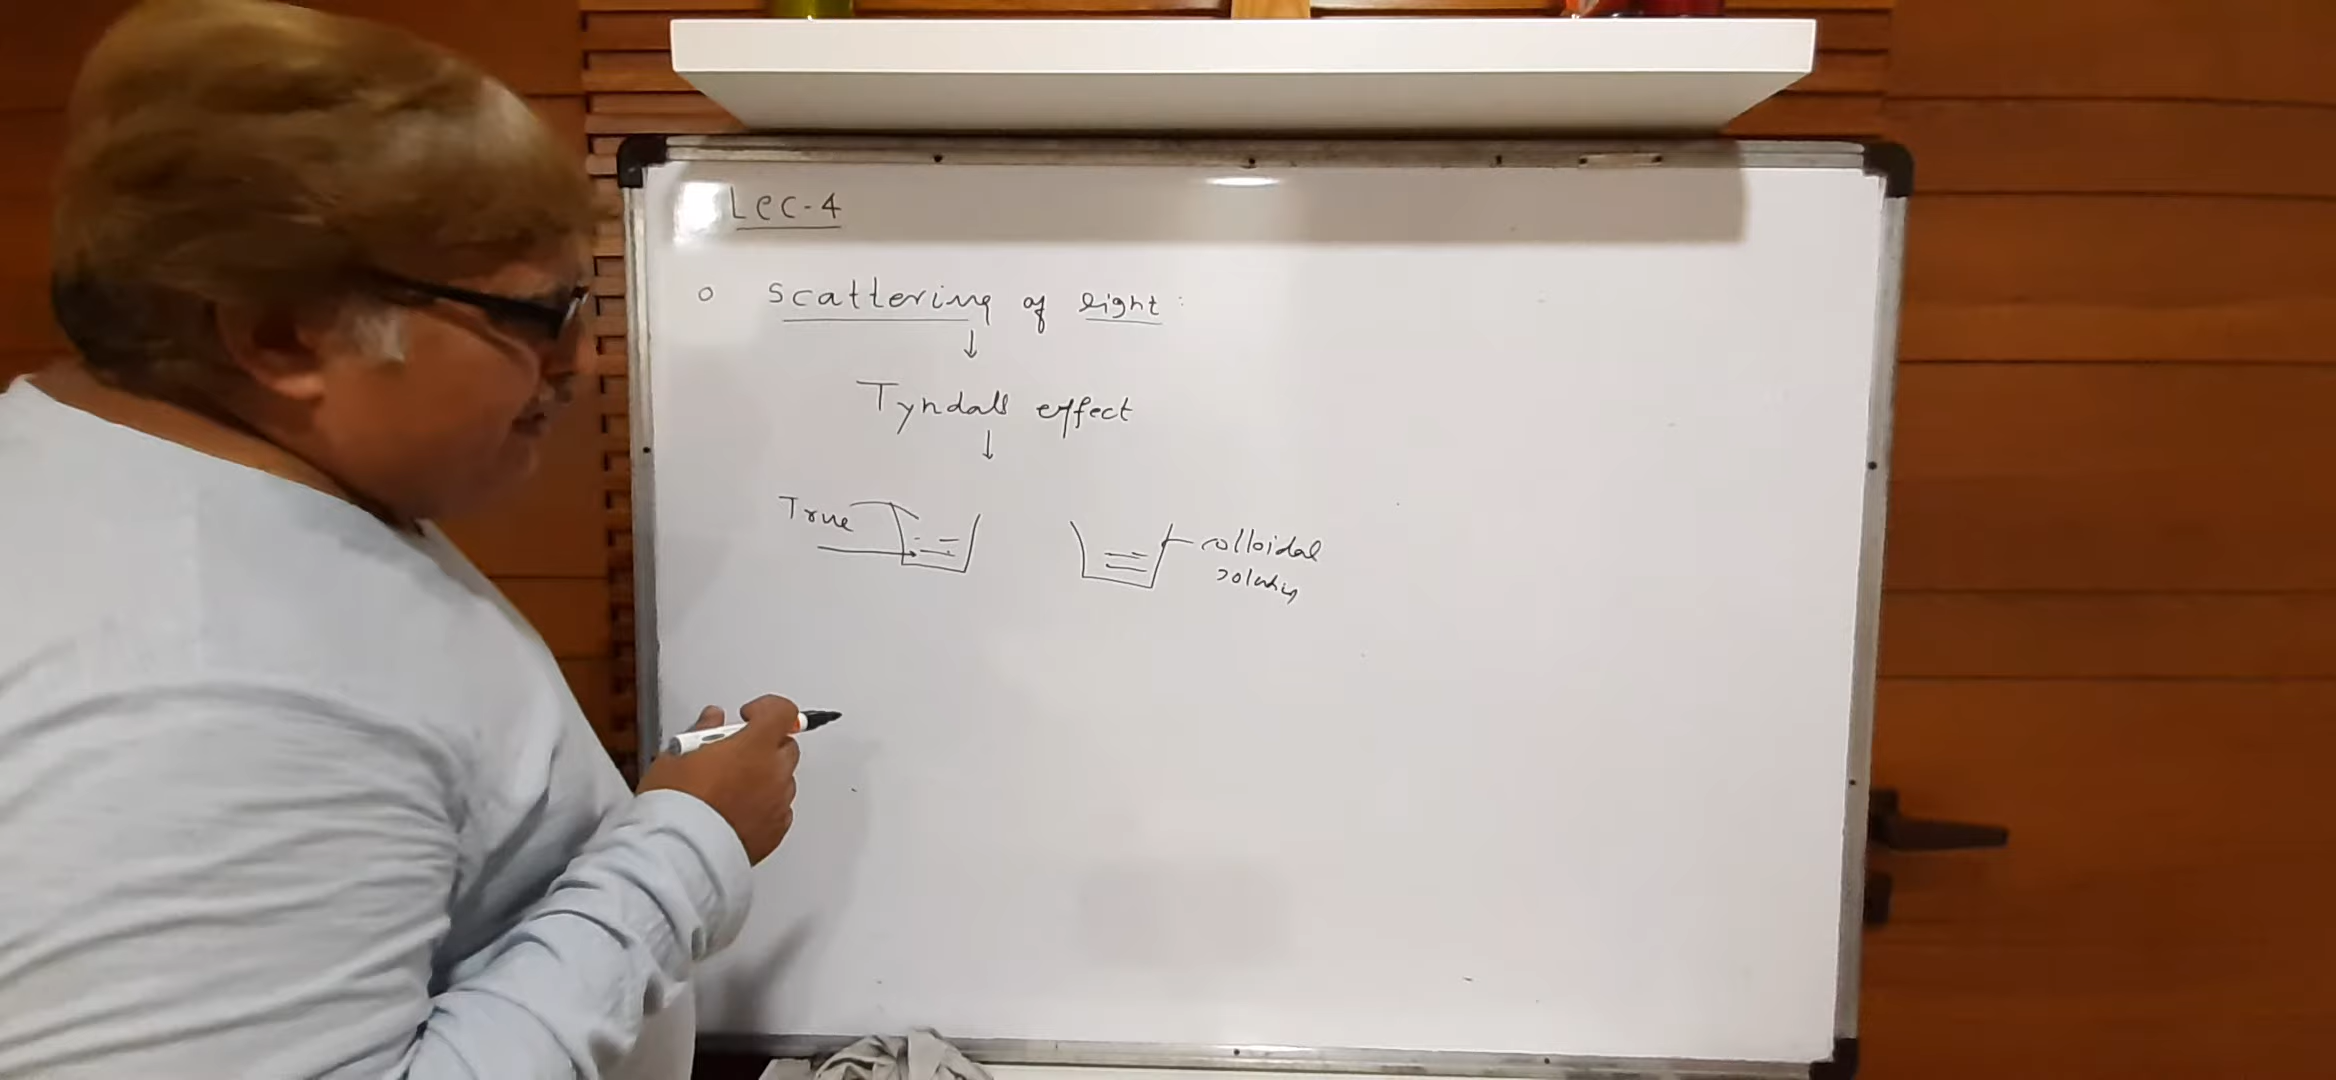 Lec-4
○ Scattering of light:
↓
Tyndall effect
↓
True
colloidal
solution